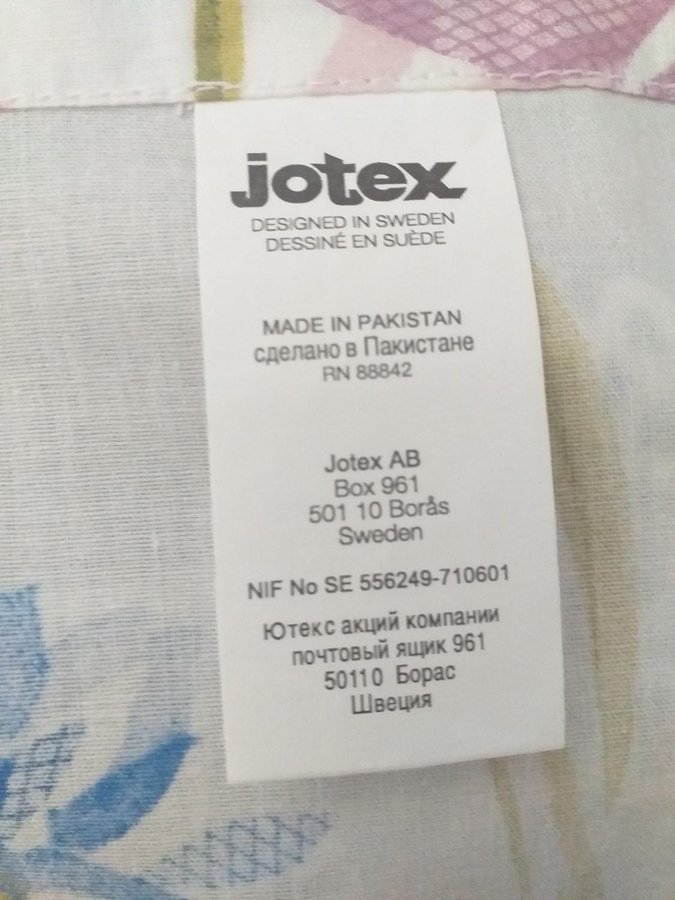 jotex
DESIGNED IN SWEDEN
DESSINÉ EN SUÈDE
MADE IN PAKISTAN
сделано в Пакистане
RN 88842
Jotex AB
Box 961
501 10 Borås
Sweden
NIF No SE 556249-710601
Ютекс акций компании
почтовый ящик 961
50110 Борас
Швеция